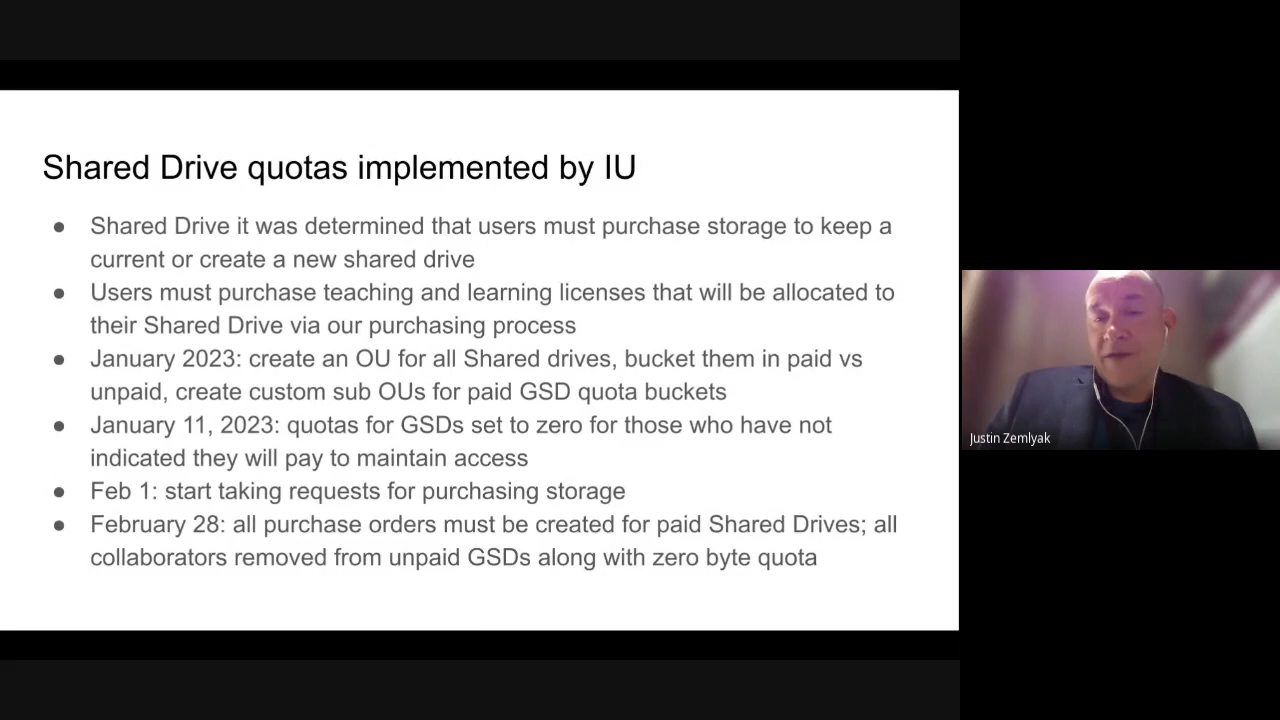 Shared Drive quotas implemented by IU
● Shared Drive it was determined that users must purchase storage to keep a
current or create a new shared drive
● Users must purchase teaching and learning licenses that will be allocated to
their Shared Drive via our purchasing process
● January 2023: create an OU for all Shared drives, bucket them in paid vs
unpaid, create custom sub OUs for paid GSD quota buckets
● January 11, 2023: quotas for GSDs set to zero for those who have not
indicated they will pay to maintain access
● Feb 1: start taking requests for purchasing storage
● February 28: all purchase orders must be created for paid Shared Drives; all
collaborators removed from unpaid GSDs along with zero byte quota
Justin Zemlyak